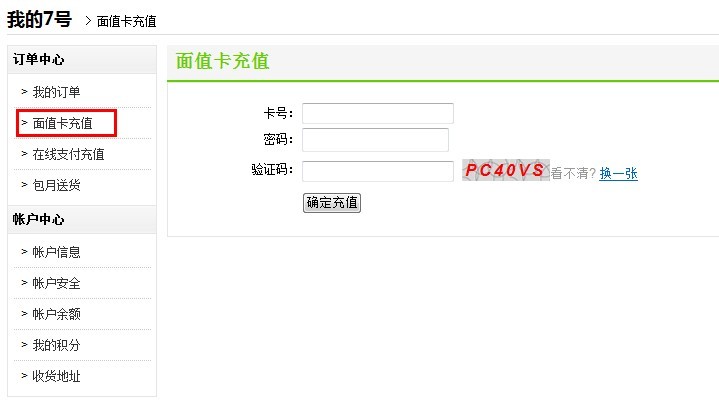 我的7号 > 面值卡充值
订单中心
> 我的订单
> 面值卡充值
> 在线支付充值
> 包月送货
帐户中心
> 帐户信息
> 帐户安全
> 帐户余额
> 我的积分
> 收货地址
面值卡充值
卡号：
密码：
验证码： PC40VS 看不清? 换一张
确定充值